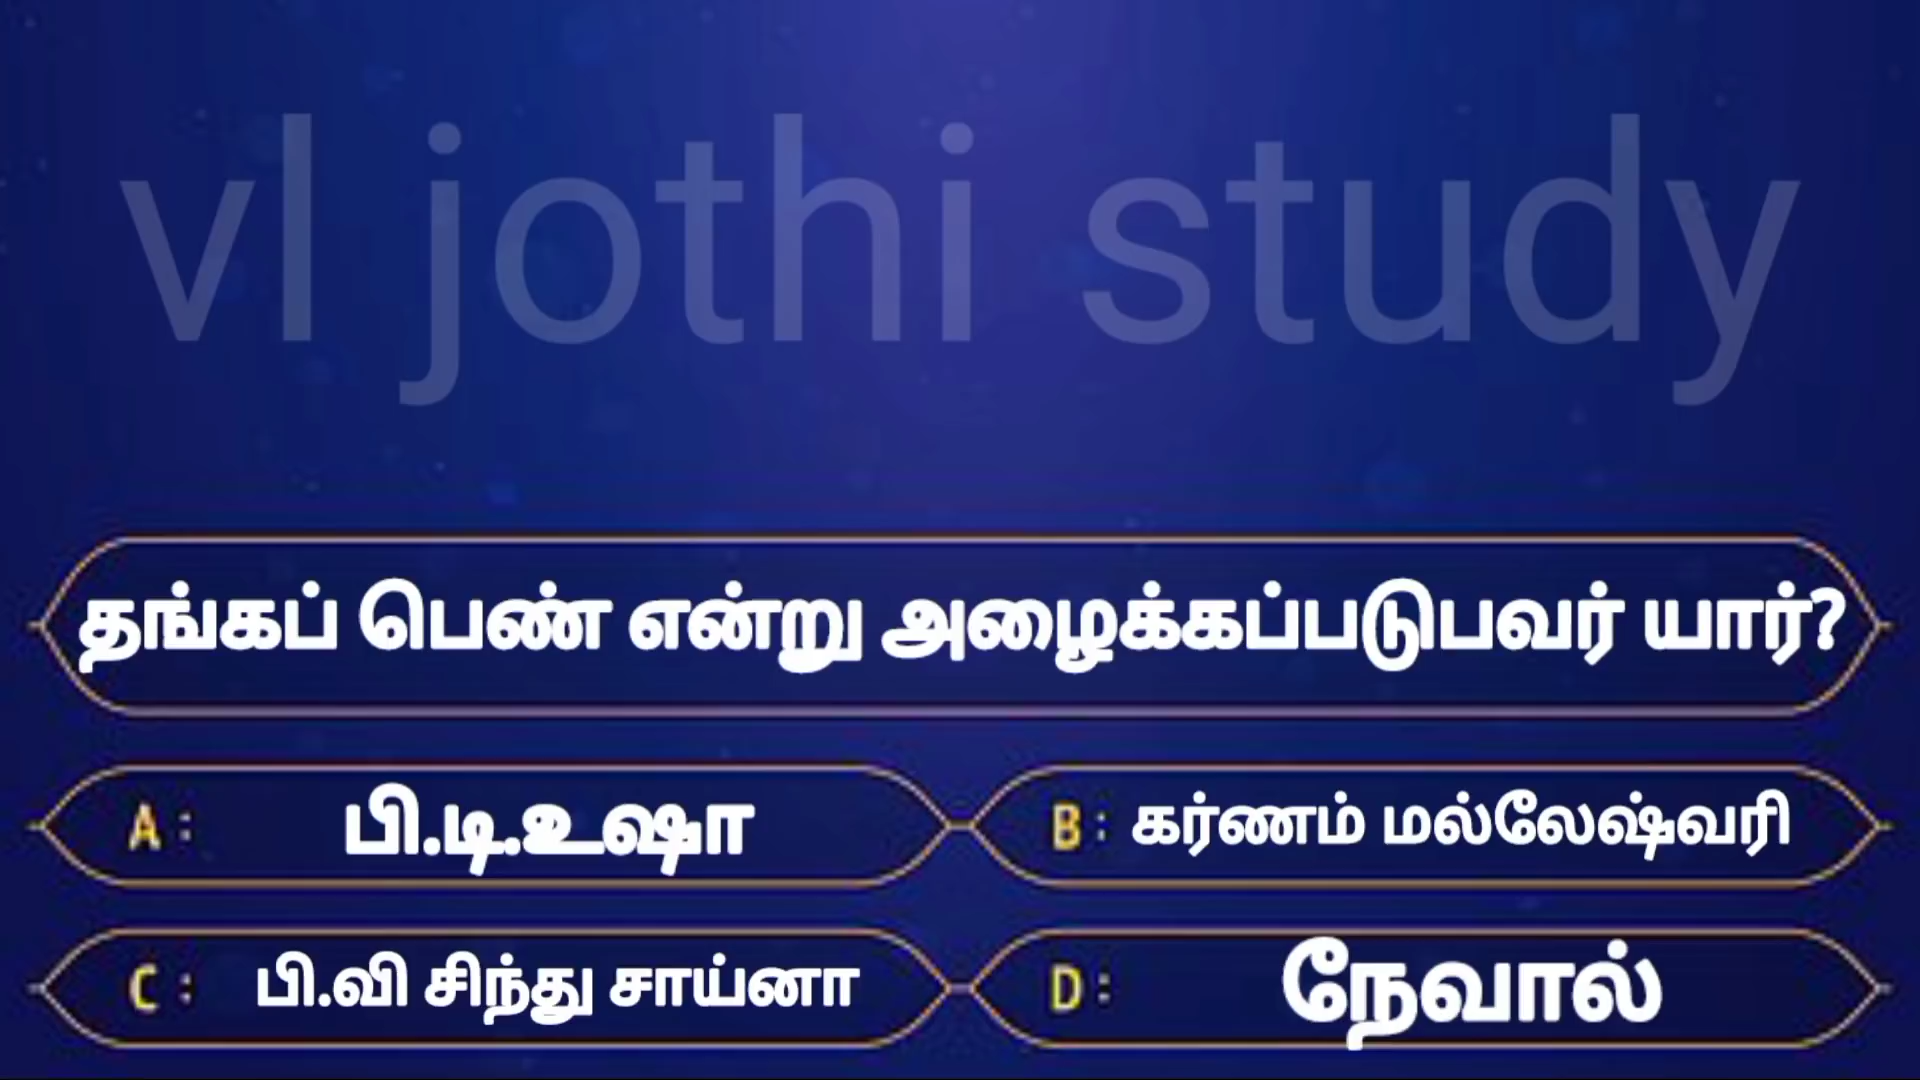 vl jothi study
தங்கப் பெண் என்று அழைக்கப்படுபவர் யார்?
A : பி.டி.உஷா
B : கர்ணம் மல்லேஷ்வரி
C : பி.வி சிந்து சாய்னா
D : நேவால்